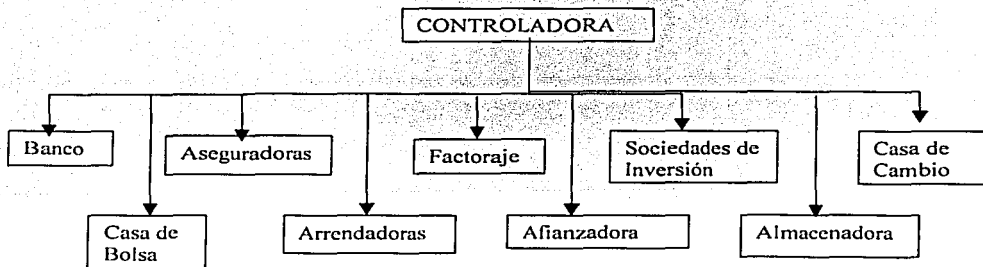 CONTROLADORA
Banco
Aseguradoras
Factoraje
Sociedades de
Inversión
Casa de
Cambio
Casa de
Bolsa
Arrendadoras
Afianzadora
Almacenadora